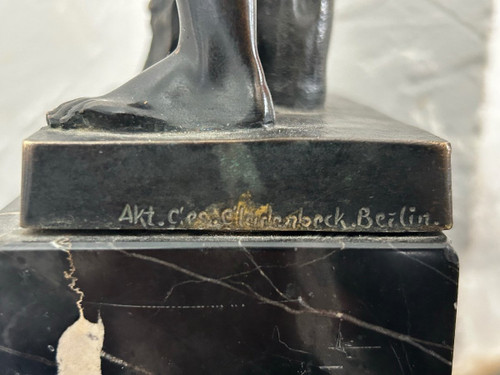 Akt. Ges. Gladenbeck. Berlin.